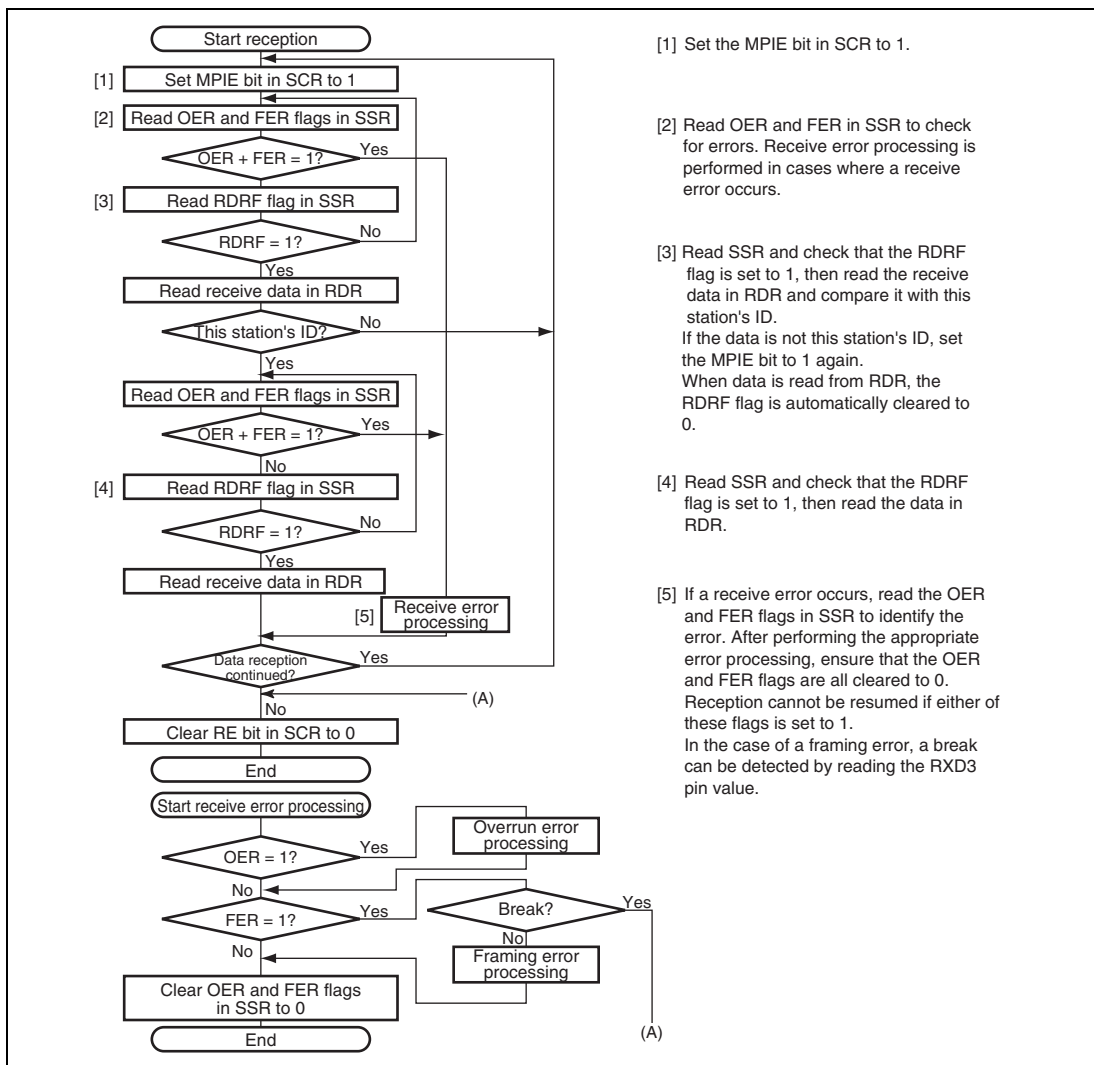 Start reception
[1] Set MPIE bit in SCR to 1
[2] Read OER and FER flags in SSR
OER + FER = 1?
Yes
[3] Read RDRF flag in SSR
RDRF = 1?
No
Yes
Read receive data in RDR
This station's ID?
No
Yes
Read OER and FER flags in SSR
OER + FER = 1?
Yes
No
[4] Read RDRF flag in SSR
RDRF = 1?
No
Yes
Read receive data in RDR
[5] Receive error
processing
Data reception
continued?
Yes
(A)
No
Clear RE bit in SCR to 0
End
Start receive error processing
OER = 1?
Yes
Overrun error
processing
No
FER = 1?
Yes
Break?
Yes
No
No
Framing error
processing
Clear OER and FER flags
in SSR to 0
(A)
End
[1] Set the MPIE bit in SCR to 1.
[2] Read OER and FER in SSR to check
for errors. Receive error processing is
performed in cases where a receive
error occurs.
[3] Read SSR and check that the RDRF
flag is set to 1, then read the receive
data in RDR and compare it with this
station's ID.
If the data is not this station's ID, set
the MPIE bit to 1 again.
When data is read from RDR, the
RDRF flag is automatically cleared to
0.
[4] Read SSR and check that the RDRF
flag is set to 1, then read the data in
RDR.
[5] If a receive error occurs, read the OER
and FER flags in SSR to identify the
error. After performing the appropriate
error processing, ensure that the OER
and FER flags are all cleared to 0.
Reception cannot be resumed if either of
these flags is set to 1.
In the case of a framing error, a break
can be detected by reading the RXD3
pin value.